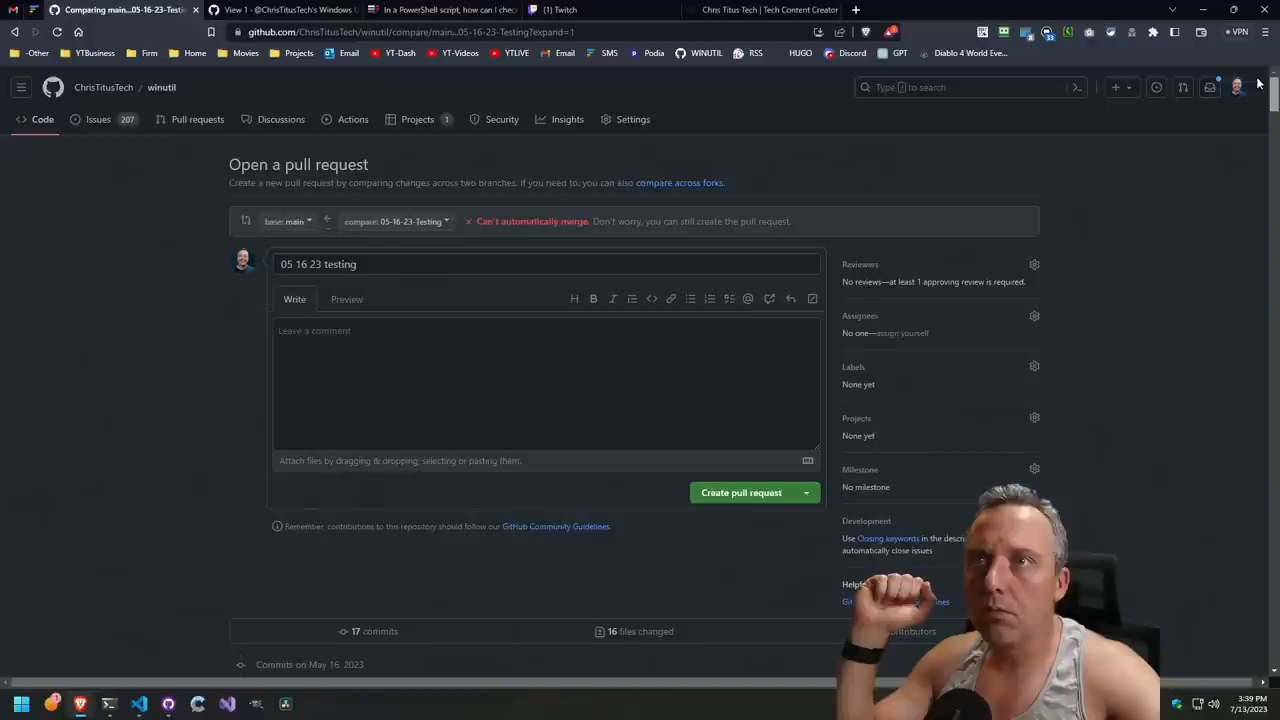 Comparing main...05-16-23-Testi
View 1 - @ChrisTitusTech's Windows U
In a PowerShell script, how can I check
(1) Twitch
Chris Titus Tech | Tech Content Creator
github.com/ChrisTitusTech/winutil/compare/main...05-16-23-Testing?expand=1
VPN
-Other
YTBusiness
Firm
Home
Movies
Projects
Email
YT-Dash
YT-Videos
YTLIVE
Email
SMS
Podia
WINUTIL
RSS
HUGO
Discord
GPT
Diablo 4 World Eve...
ChrisTitusTech / winutil
Type / to search
Code
Issues 207
Pull requests
Discussions
Actions
Projects 1
Security
Insights
Settings
Open a pull request
Create a new pull request by comparing changes across two branches. If you need to, you can also compare across forks.
base: main
compare: 05-16-23-Testing
Can't automatically merge. Don't worry, you can still create the pull request.
05 16 23 testing
Write
Preview
Leave a comment
Attach files by dragging & dropping, selecting or pasting them.
Create pull request
Remember, contributions to this repository should follow our GitHub Community Guidelines.
Reviewers
No reviews—at least 1 approving review is required.
Assignees
No one—assign yourself
Labels
None yet
Projects
None yet
Milestone
No milestone
Development
Use Closing keywords in the descri
automatically close issues
Helpf
17 commits
16 files changed
Commits on May 16, 2023
3:39 PM
7/13/2023